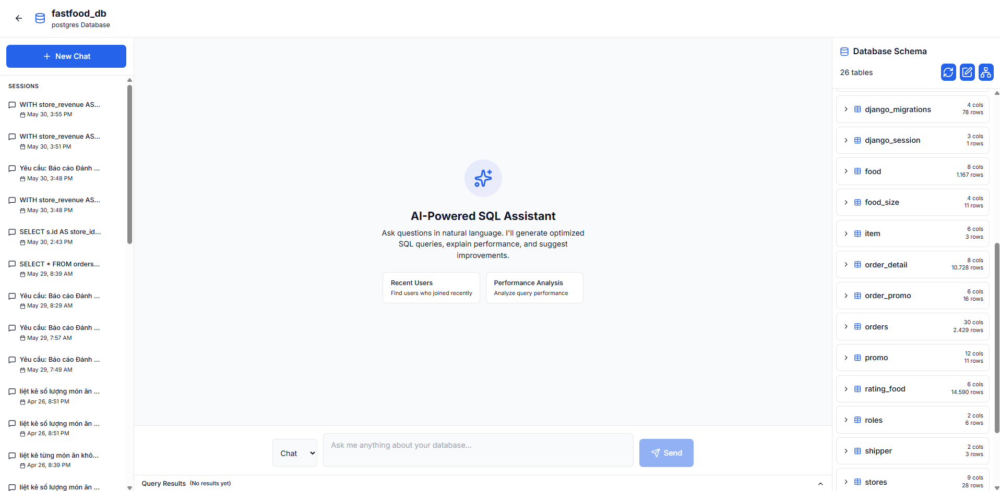 fastfood_db
postgres Database
New Chat
SESSIONS
WITH store_revenue AS...
May 30, 3:55 PM
WITH store_revenue AS...
May 30, 3:51 PM
Yêu cầu: Báo cáo Đánh ...
May 30, 3:48 PM
WITH store_revenue AS...
May 30, 3:48 PM
SELECT s.id AS store_id...
May 30, 2:43 PM
SELECT * FROM orders...
May 29, 8:39 AM
Yêu cầu: Báo cáo Đánh ...
May 29, 8:29 AM
Yêu cầu: Báo cáo Đánh ...
May 29, 7:57 AM
Yêu cầu: Báo cáo Đánh ...
May 29, 7:49 AM
liệt kê số lượng món ăn ...
Apr 26, 8:51 PM
liệt kê số lượng món ăn ...
Apr 26, 8:51 PM
liệt kê từng món ăn khô...
Apr 26, 8:39 PM
liệt kê số lượng món ăn ...
AI-Powered SQL Assistant
Ask questions in natural language. I'll generate optimized
SQL queries, explain performance, and suggest
improvements.
Recent Users
Find users who joined recently
Performance Analysis
Analyze query performance
Chat
Ask me anything about your database...
Send
Query Results (No results yet)
Database Schema
26 tables
django_migrations
4 cols
78 rows
django_session
3 cols
1 rows
food
8 cols
1.167 rows
food_size
4 cols
11 rows
item
6 cols
3 rows
order_detail
8 cols
10.728 rows
order_promo
6 cols
16 rows
orders
30 cols
2.429 rows
promo
12 cols
11 rows
rating_food
6 cols
14.590 rows
roles
2 cols
6 rows
shipper
2 cols
3 rows
stores
9 cols
28 rows